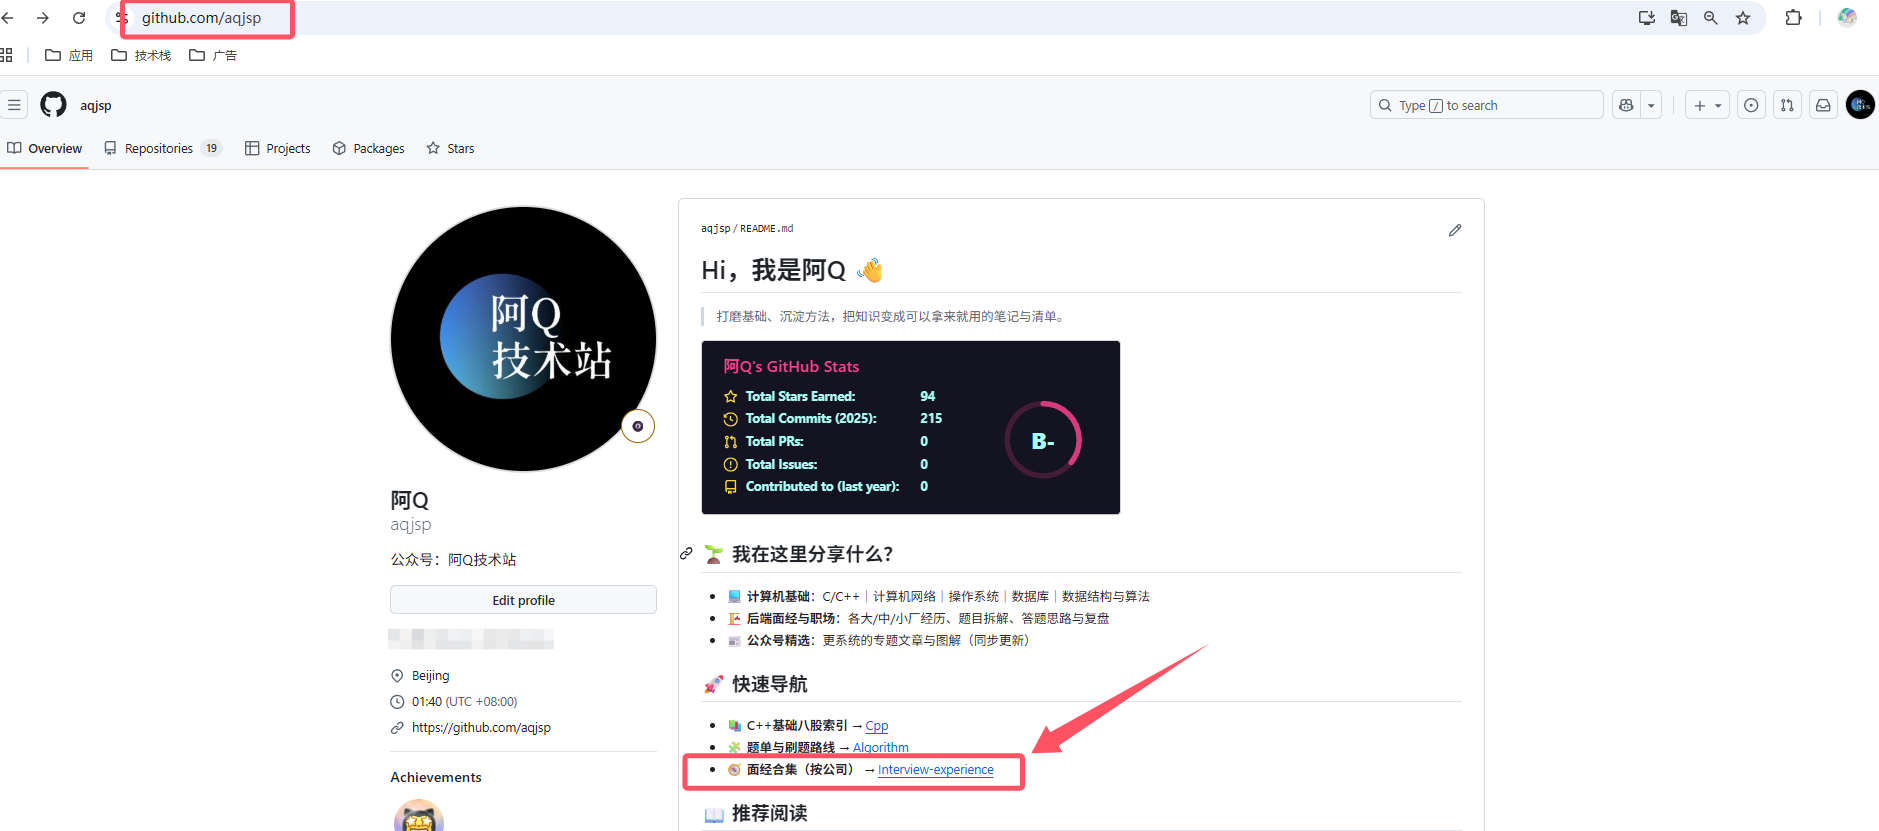 github.com/aqjsp
应用
技术栈
广告
aqjsp
Type / to search
Overview
Repositories 19
Projects
Packages
Stars
阿Q
技术站
阿Q
aqjsp
公众号：阿Q技术站
Edit profile
Beijing
01:40 (UTC +08:00)
https://github.com/aqjsp
Achievements
aqjsp/README.md
Hi，我是阿Q 👋
打磨基础、沉淀方法，把知识变成可以拿来就用的笔记与清单。
阿Q's GitHub Stats
Total Stars Earned: 94
Total Commits (2025): 215
Total PRs: 0
Total Issues: 0
Contributed to (last year): 0
B-
🌱 我在这里分享什么？
💻 计算机基础：C/C++｜计算机网络｜操作系统｜数据库｜数据结构与算法
后端面经与职场：各大/中/小厂经历、题目拆解、答题思路与复盘
📰 公众号精选：更系统的专题文章与图解（同步更新）
🚀 快速导航
📚 C++基础八股索引 → Cpp
🧩 题单与刷题路线 → Algorithm
🧭 面经合集（按公司） → Interview-experience
📖 推荐阅读